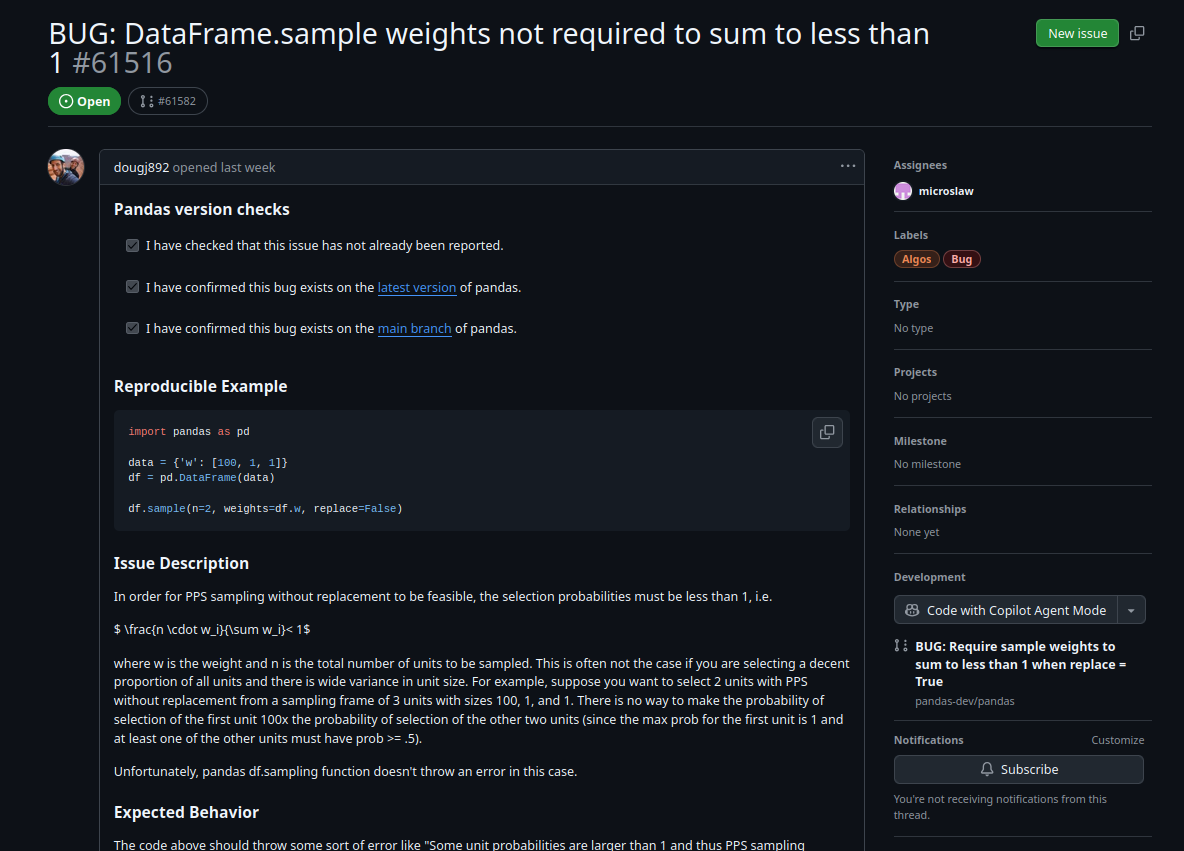 BUG: DataFrame.sample weights not required to sum to less than
1 #61516
New issue
Open
#61582
dougj892 opened last week
Pandas version checks
I have checked that this issue has not already been reported.
I have confirmed this bug exists on the latest version of pandas.
I have confirmed this bug exists on the main branch of pandas.
Reproducible Example
import pandas as pd
data = {'w': [100, 1, 1]}
df = pd.DataFrame(data)
df.sample(n=2, weights=df.w, replace=False)
Issue Description
In order for PPS sampling without replacement to be feasible, the selection probabilities must be less than 1, i.e.
$ \frac{n \cdot w_i}{\sum w_i}< 1$
where w is the weight and n is the total number of units to be sampled. This is often not the case if you are selecting a decent
proportion of all units and there is wide variance in unit size. For example, suppose you want to select 2 units with PPS
without replacement from a sampling frame of 3 units with sizes 100, 1, and 1. There is no way to make the probability of
selection of the first unit 100x the probability of selection of the other two units (since the max prob for the first unit is 1 and
at least one of the other units must have prob >= .5).
Unfortunately, pandas df.sampling function doesn't throw an error in this case.
Expected Behavior
The code above should throw some sort of error like "Some unit probabilities are larger than 1 and thus PPS sampling
Assignees
microslaw
Labels
Algos Bug
Type
No type
Projects
No projects
Milestone
No milestone
Relationships
None yet
Development
Code with Copilot Agent Mode
BUG: Require sample weights to
sum to less than 1 when replace =
True
pandas-dev/pandas
Notifications
Customize
Subscribe
You're not receiving notifications from this
thread.